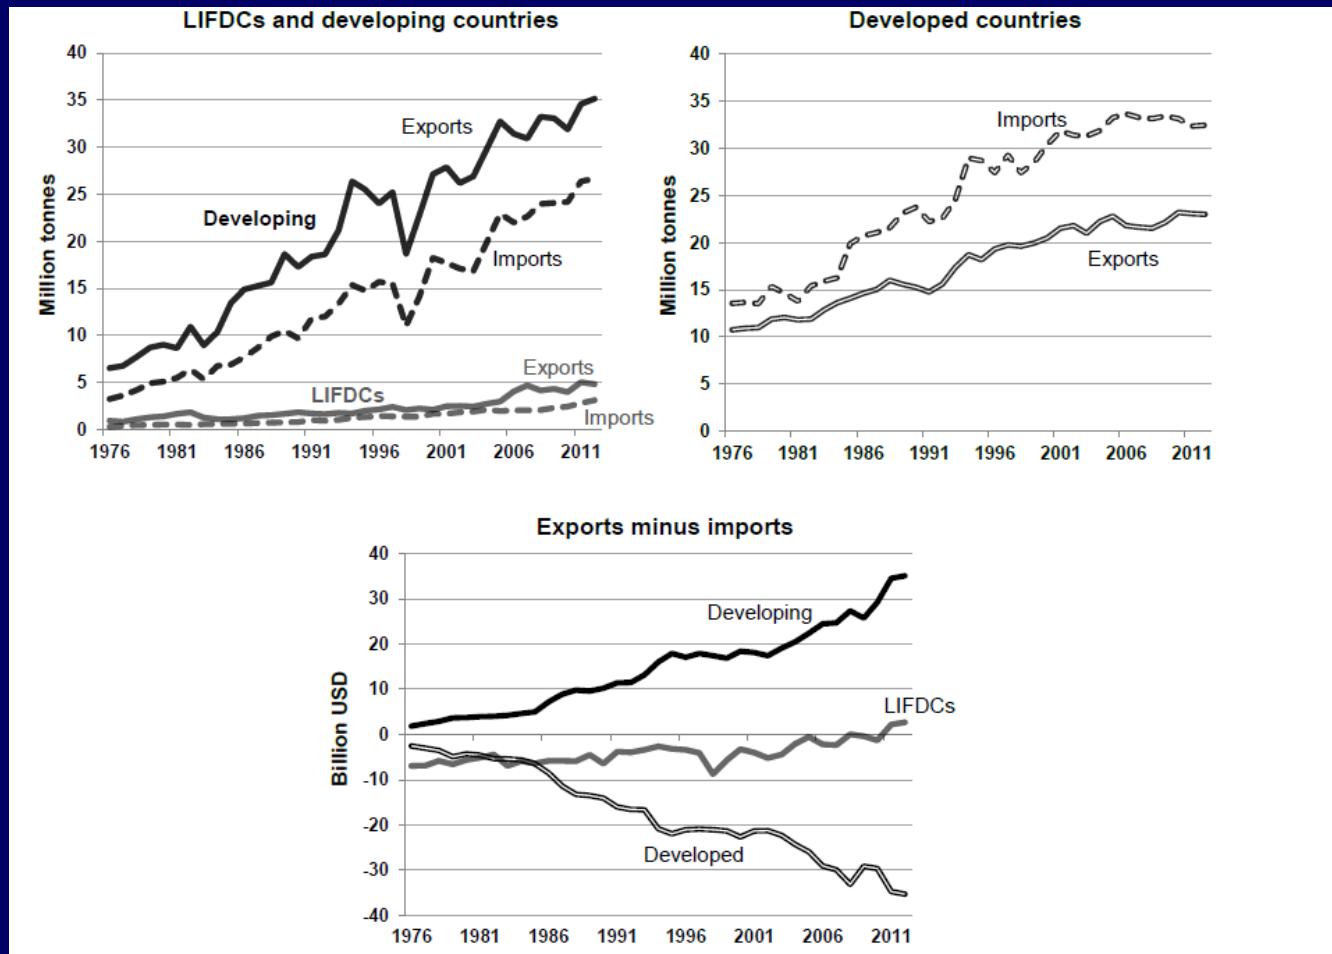 LIFDCs and developing countries
40
35
30
25
20
15
10
5
0
Million tonnes
Exports
Developing
Imports
Exports
LIFDCs
Imports
1976 1981 1986 1991 1996 2001 2006 2011
Developed countries
40
35
30
25
20
15
10
5
0
Million tonnes
Imports
Exports
1976 1981 1986 1991 1996 2001 2006 2011
Exports minus imports
40
30
20
10
0
-10
-20
-30
-40
Billion USD
Developing
LIFDCs
Developed
1976 1981 1986 1991 1996 2001 2006 2011